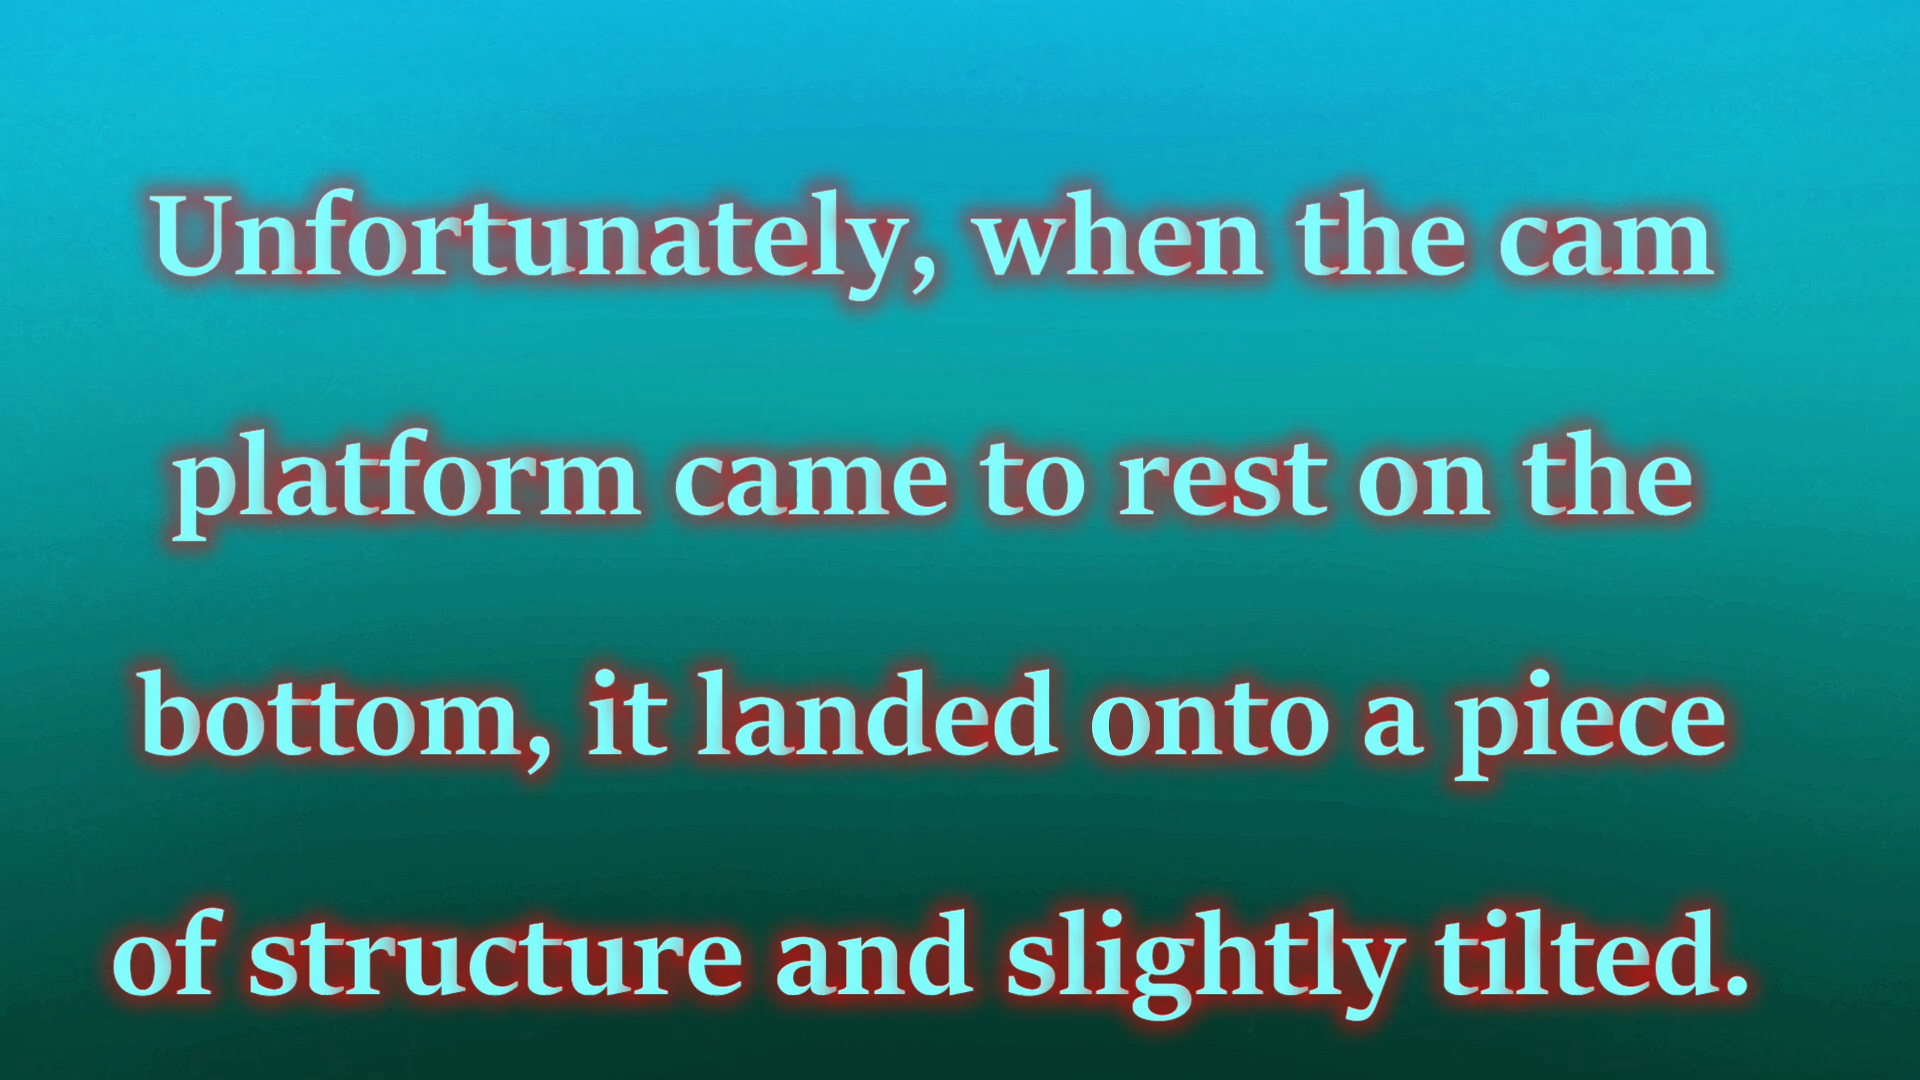 Unfortunately, when the cam
platform came to rest on the
bottom, it landed onto a piece
of structure and slightly tilted.